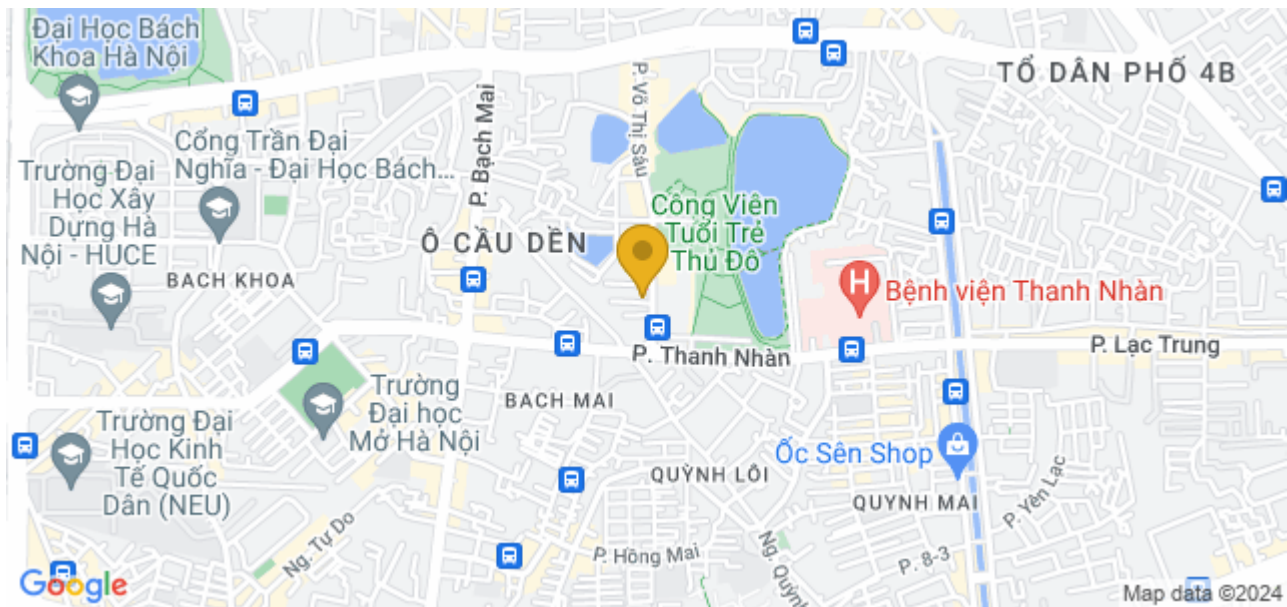 Đại Học Bách
Khoa Hà Nội
TỔ DÂN PHỐ 4B
P. Võ Thị Sáu
P. Bạch Mai
Cổng Trần Đại
Nghĩa - Đại Học Bách...
Trường Đại
Học Xây
Dựng Hà
Nội - HUCE
Công Viên
Tuổi Trẻ
Thủ Đô
Ô CẦU DỀN
BACH KHOA
H
Bệnh viện Thanh Nhàn
P. Thanh Nhàn
P. Lạc Trung
Trường
Đại học
Mở Hà Nội
BACH MAI
Trường Đại
Học Kinh
Tế Quốc
Dân (NEU)
Ốc Sên Shop
QUỲNH LÔI
QUYNH MAI
P. Yên Lạc
Ng. Tự Do
P. Hồng Mai
Ng. Quỳnh
P. 8-3
Google
Map data ©2024